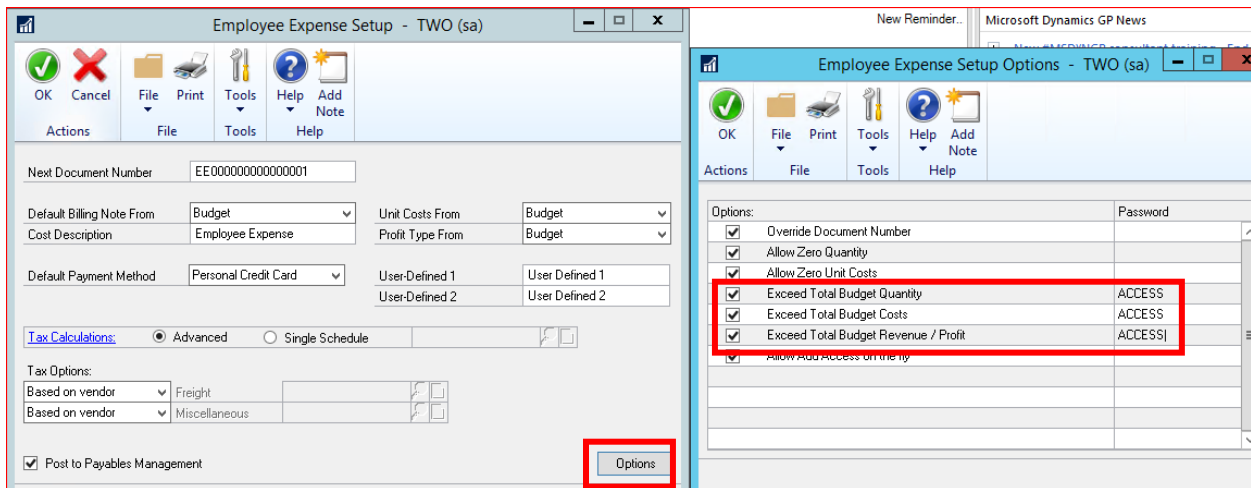 Employee Expense Setup - TWO (sa)
OK Cancel File Print Tools Help Add Note
Actions File Tools Help
Next Document Number EE000000000000001
Default Billing Note From Budget Unit Costs From Budget
Cost Description Employee Expense Profit Type From Budget
Default Payment Method Personal Credit Card User-Defined 1 User Defined 1
User-Defined 2 User Defined 2
Tax Calculations: Advanced Single Schedule
Tax Options:
Based on vendor Freight
Based on vendor Miscellaneous
Post to Payables Management Options
New Reminder.. Microsoft Dynamics GP News
Employee Expense Setup Options - TWO (sa)
OK File Print Tools Help Add Note
Actions File Tools Help
Options: Password
Override Document Number
Allow Zero Quantity
Allow Zero Unit Costs
Exceed Total Budget Quantity ACCESS
Exceed Total Budget Costs ACCESS
Exceed Total Budget Revenue / Profit ACCESS
Allow Add Access on the fly